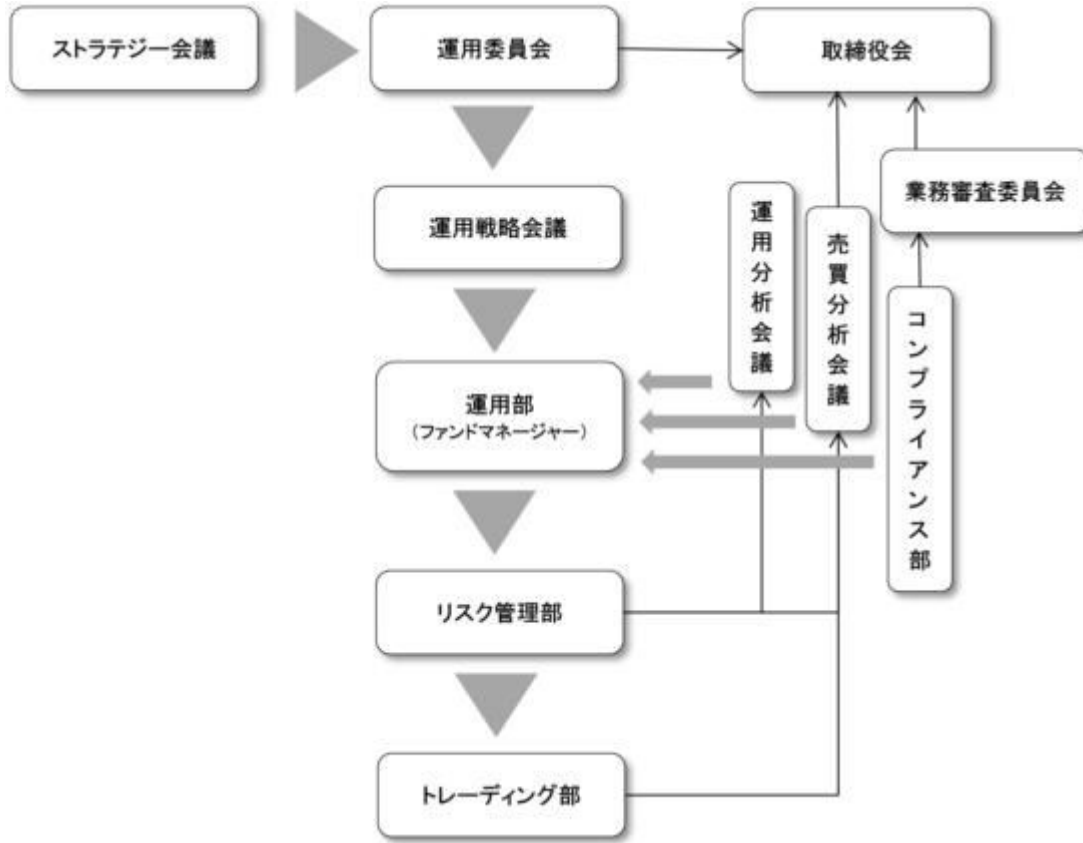 ストラテジー会議
運用委員会
取締役会
業務審査委員会
運用戦略会議
運用分析会議
売買分析会議
コンプライアンス部
運用部
(ファンドマネージャー)
リスク管理部
トレーディング部